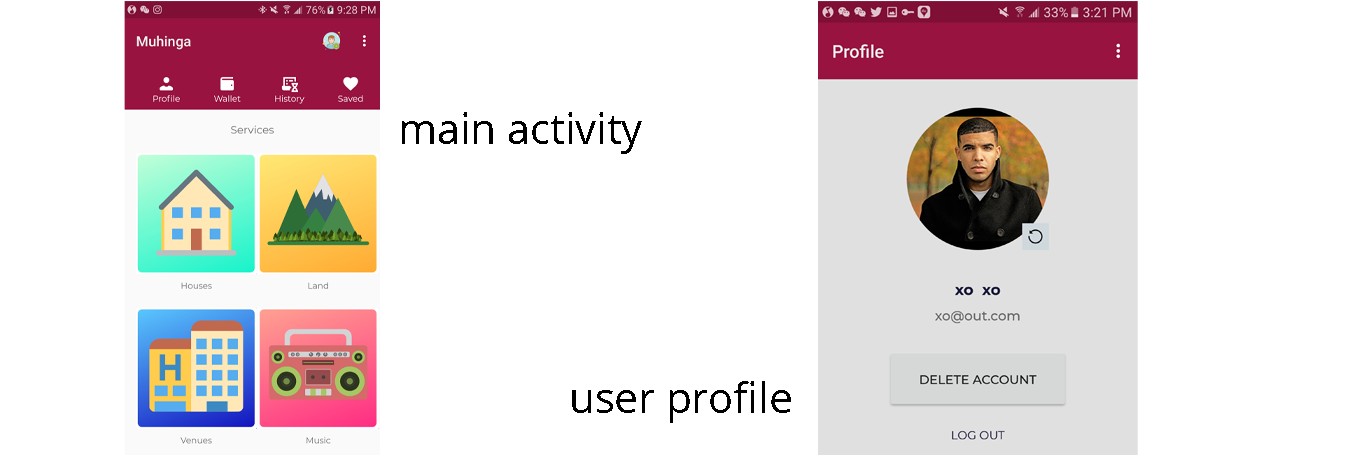 76% 9:28 PM
Muhinga
Profile Wallet History Saved
Services
Houses Land
H
Venues Music
main activity
user profile
33% 3:21 PM
Profile
xo xo
xo@out.com
DELETE ACCOUNT
LOG OUT